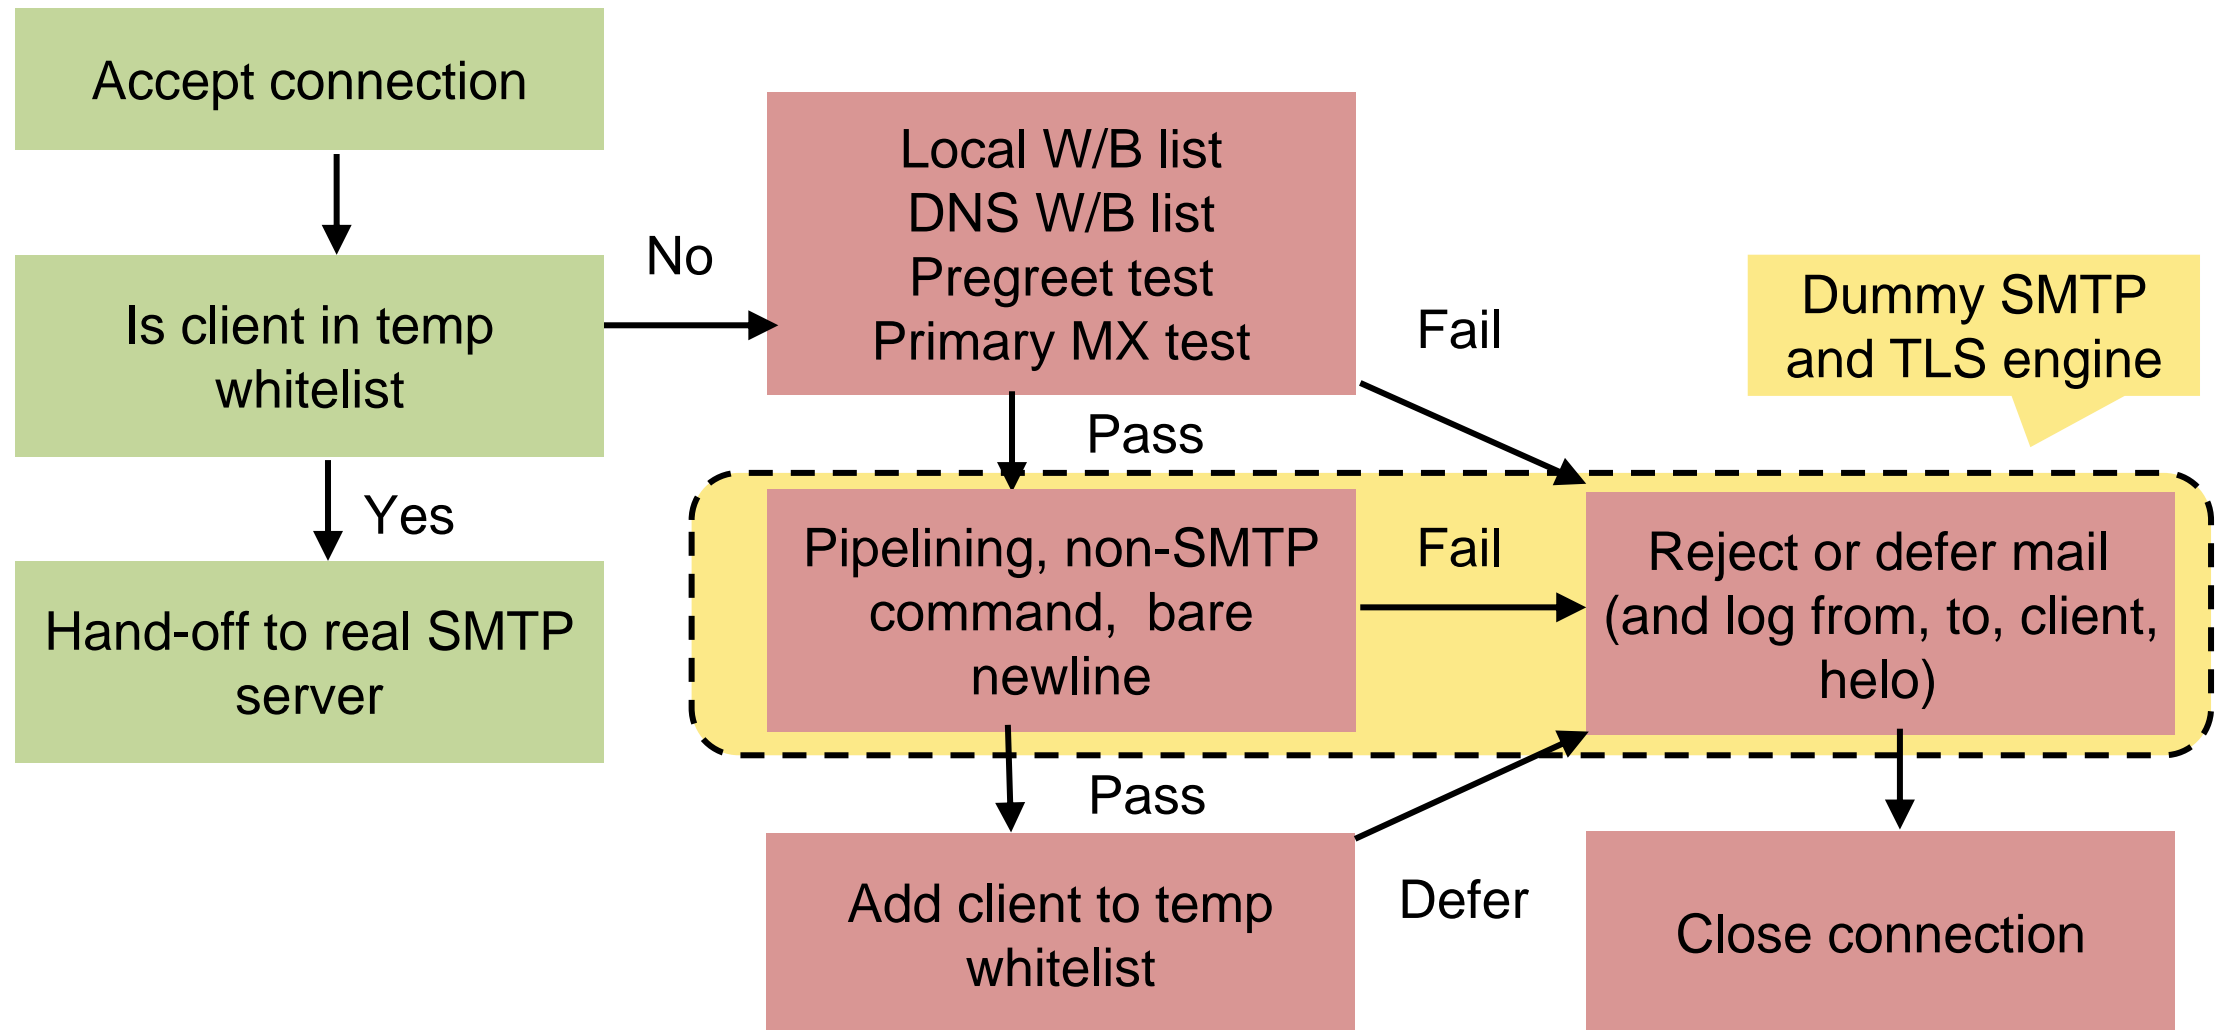 Accept connection
Is client in temp
whitelist
Yes
Hand-off to real SMTP
server
No
Local W/B list
DNS W/B list
Pregreet test
Primary MX test
Fail
Pass
Dummy SMTP
and TLS engine
Pipelining, non-SMTP
command,  bare
newline
Fail
Reject or defer mail
(and log from, to, client,
helo)
Pass
Add client to temp
whitelist
Defer
Close connection